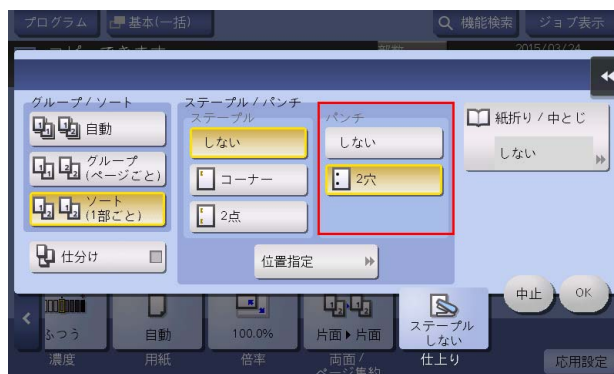 プログラム
基本(一括)
機能検索
ジョブ表示
コピーできます
部数
2015/03/24
グループ/ソート
自動
グループ
(ページごと)
ソート
(1部ごと)
仕分け
ステープル/パンチ
ステープル
しない
コーナー
2点
パンチ
しない
2穴
位置指定
紙折り/中とじ
しない
中止
OK
ふつう
自動
100.0%
片面▶片面
ステープル
しない
濃度
用紙
倍率
両面/
ページ集約
仕上り
応用設定